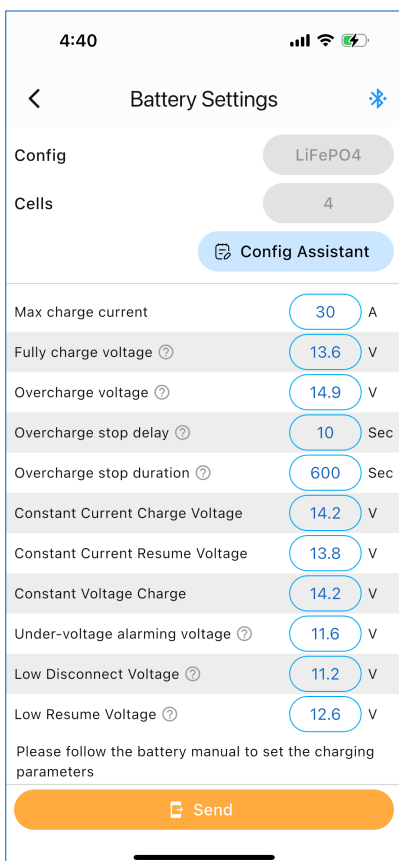 4:40
Battery Settings
Config LiFePO4
Cells 4
Config Assistant
Max charge current 30 A
Fully charge voltage ? 13.6 V
Overcharge voltage ? 14.9 V
Overcharge stop delay ? 10 Sec
Overcharge stop duration ? 600 Sec
Constant Current Charge Voltage 14.2 V
Constant Current Resume Voltage 13.8 V
Constant Voltage Charge 14.2 V
Under-voltage alarming voltage ? 11.6 V
Low Disconnect Voltage ? 11.2 V
Low Resume Voltage ? 12.6 V
Please follow the battery manual to set the charging
parameters
Send